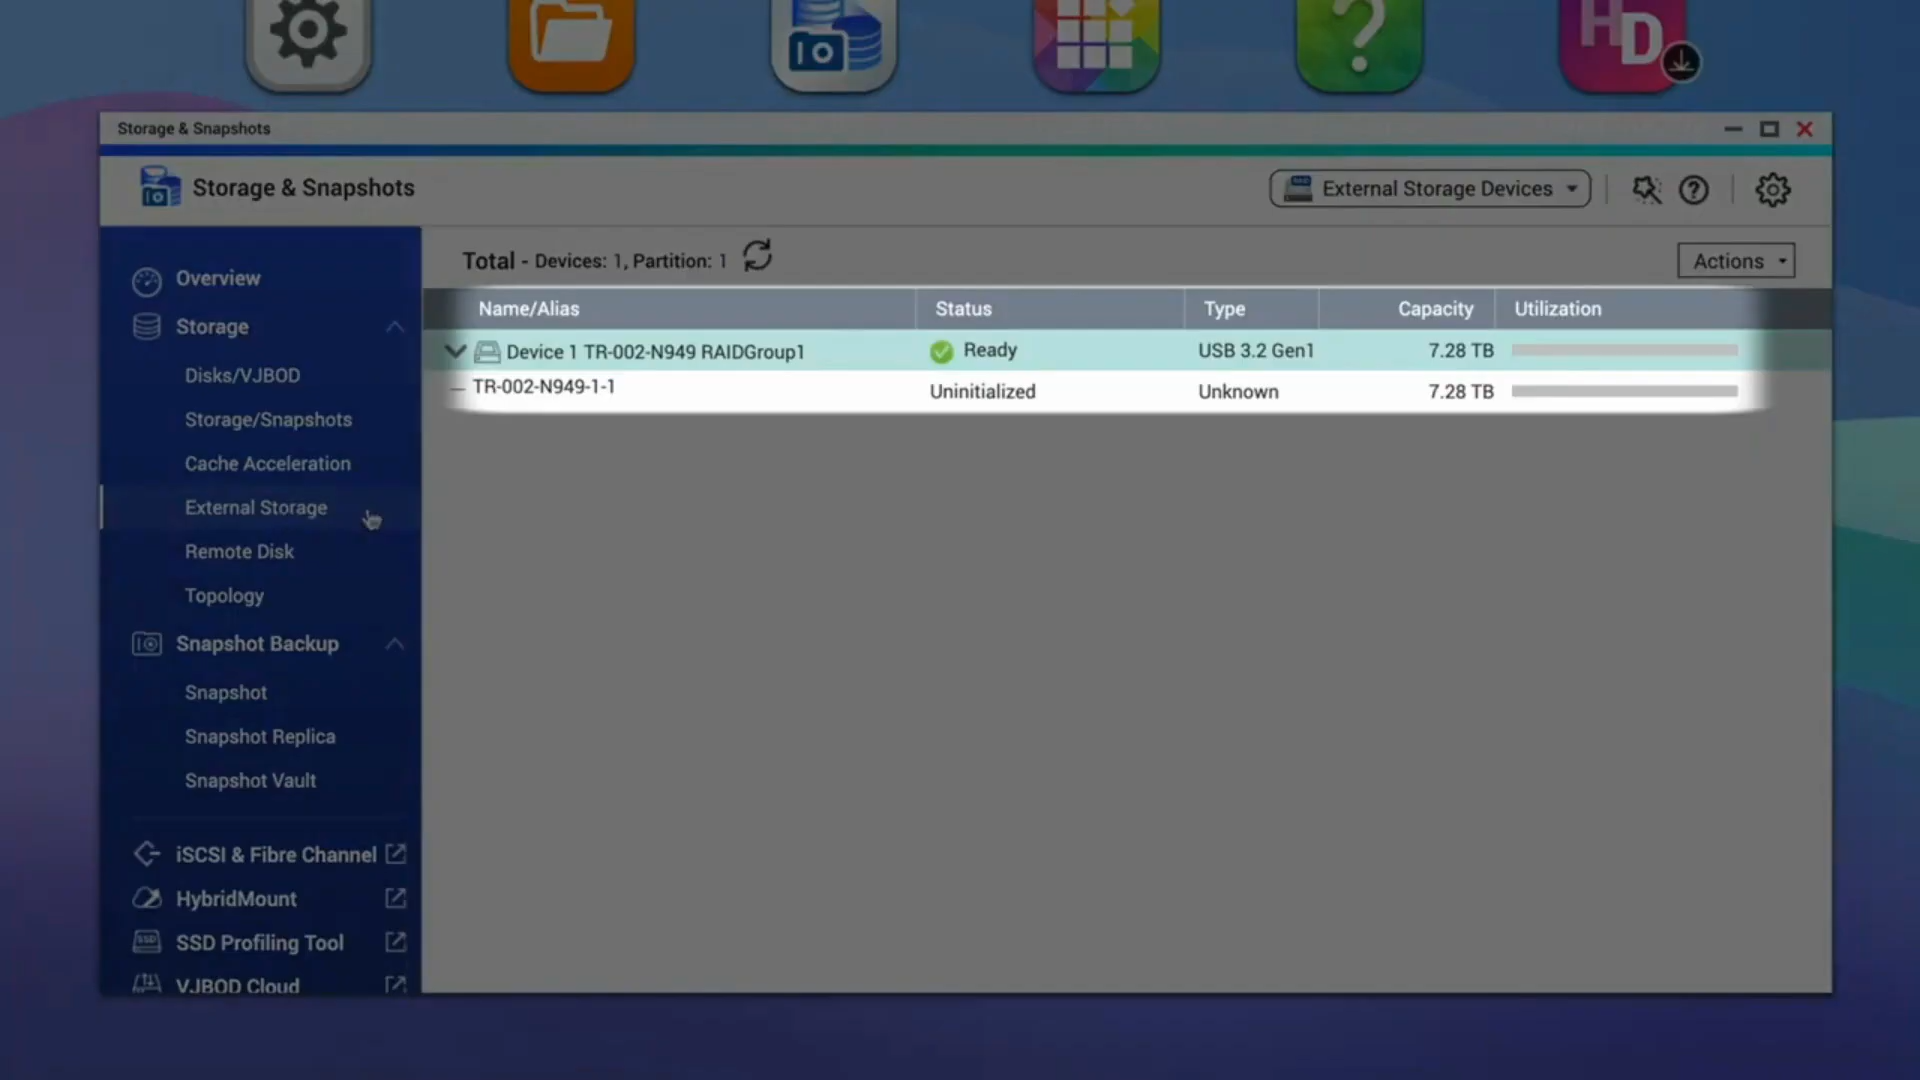 HD
Storage & Snapshots
Storage & Snapshots
External Storage Devices
Overview
Storage
Disks/VJBOD
Storage/Snapshots
Cache Acceleration
External Storage
Remote Disk
Topology
Snapshot Backup
Snapshot
Snapshot Replica
Snapshot Vault
iSCSI & Fibre Channel
HybridMount
SSD Profiling Tool
VJBOD Cloud
Total - Devices: 1, Partition: 1
Actions
Name/Alias Status Type Capacity Utilization
Device 1 TR-002-N949 RAIDGroup1 Ready USB 3.2 Gen1 7.28 TB
TR-002-N949-1-1 Uninitialized Unknown 7.28 TB